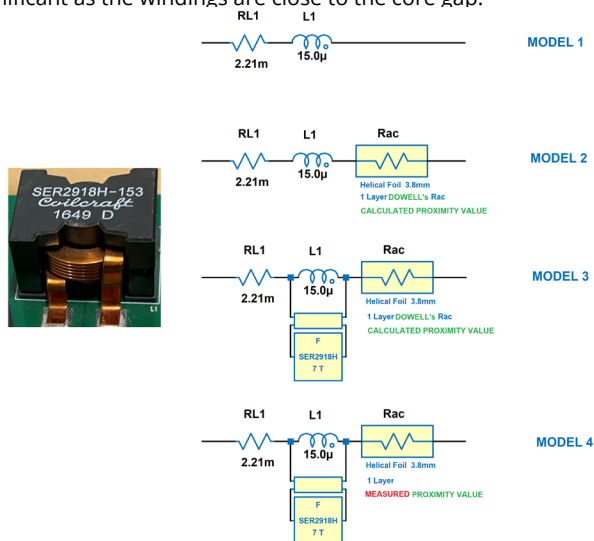 nificant as the windings are close to the core gap.
RL1 L1
2.21m 15.0µ
MODEL 1
RL1 L1 Rac
2.21m 15.0µ
Helical Foil 3.8mm
1 Layer DOWELL's Rac
CALCULATED PROXIMITY VALUE
MODEL 2
SER2918H-153
Coilcraft
1649 D
L1
RL1 L1 Rac
2.21m 15.0µ
Helical Foil 3.8mm
1 Layer DOWELL's Rac
CALCULATED PROXIMITY VALUE
F
SER2918H
7 T
MODEL 3
RL1 L1 Rac
2.21m 15.0µ
Helical Foil 3.8mm
1 Layer
MEASURED PROXIMITY VALUE
F
SER2918H
7 T
MODEL 4